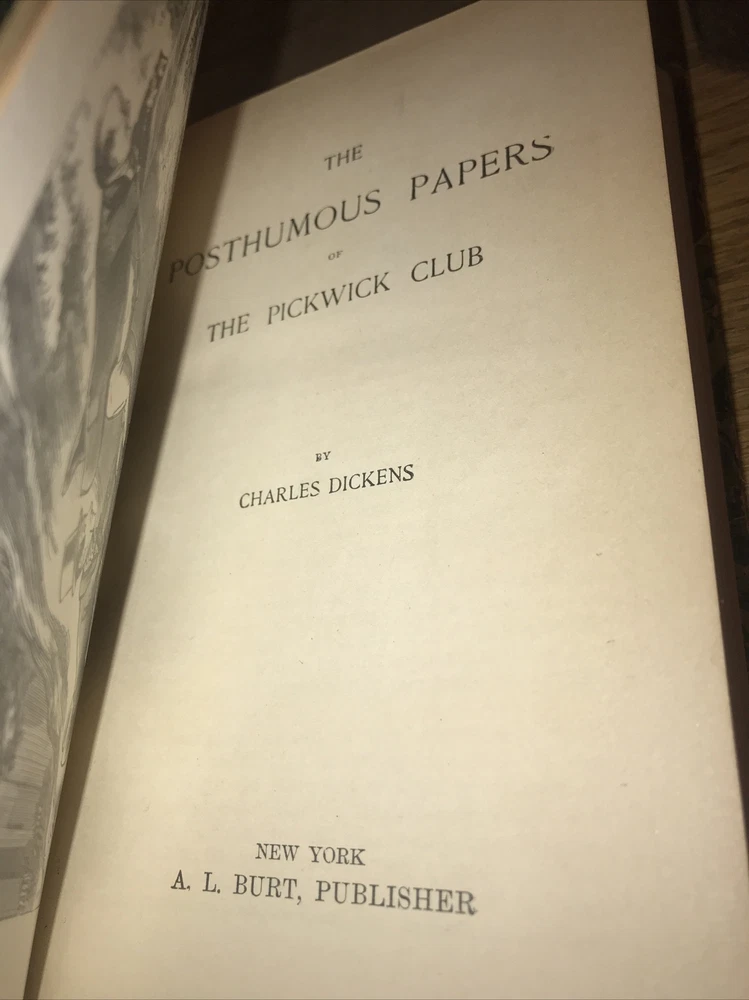 THE
POSTHUMOUS PAPERS
OF
THE PICKWICK CLUB
BY
CHARLES DICKENS
NEW YORK
A. L. BURT, PUBLISHER